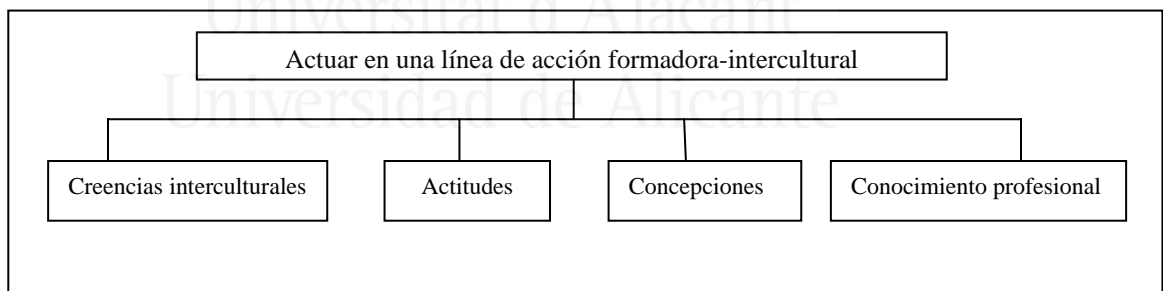 Universitat d'Alacant
Actuar en una línea de acción formadora-intercultural
Universidad de Alicante
Creencias interculturales
Actitudes
Concepciones
Conocimiento profesional